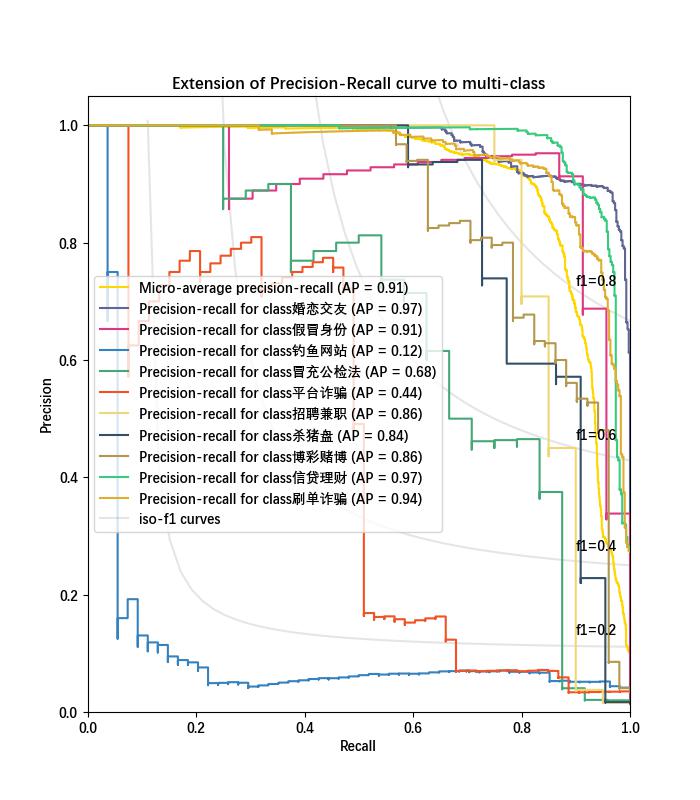 Extension of Precision-Recall curve to multi-class
1.0
0.8
0.6
0.4
0.2
0.0
Precision
f1=0.8
f1=0.6
f1=0.4
f1=0.2
Micro-average precision-recall (AP = 0.91)
Precision-recall for class婚恋交友 (AP = 0.97)
Precision-recall for class假冒身份 (AP = 0.91)
Precision-recall for class钓鱼网站 (AP = 0.12)
Precision-recall for class冒充公检法 (AP = 0.68)
Precision-recall for class平台诈骗 (AP = 0.44)
Precision-recall for class招聘兼职 (AP = 0.86)
Precision-recall for class杀猪盘 (AP = 0.84)
Precision-recall for class博彩赌博 (AP = 0.86)
Precision-recall for class信贷理财 (AP = 0.97)
Precision-recall for class刷单诈骗 (AP = 0.94)
iso-f1 curves
0.0 0.2 0.4 0.6 0.8 1.0
Recall